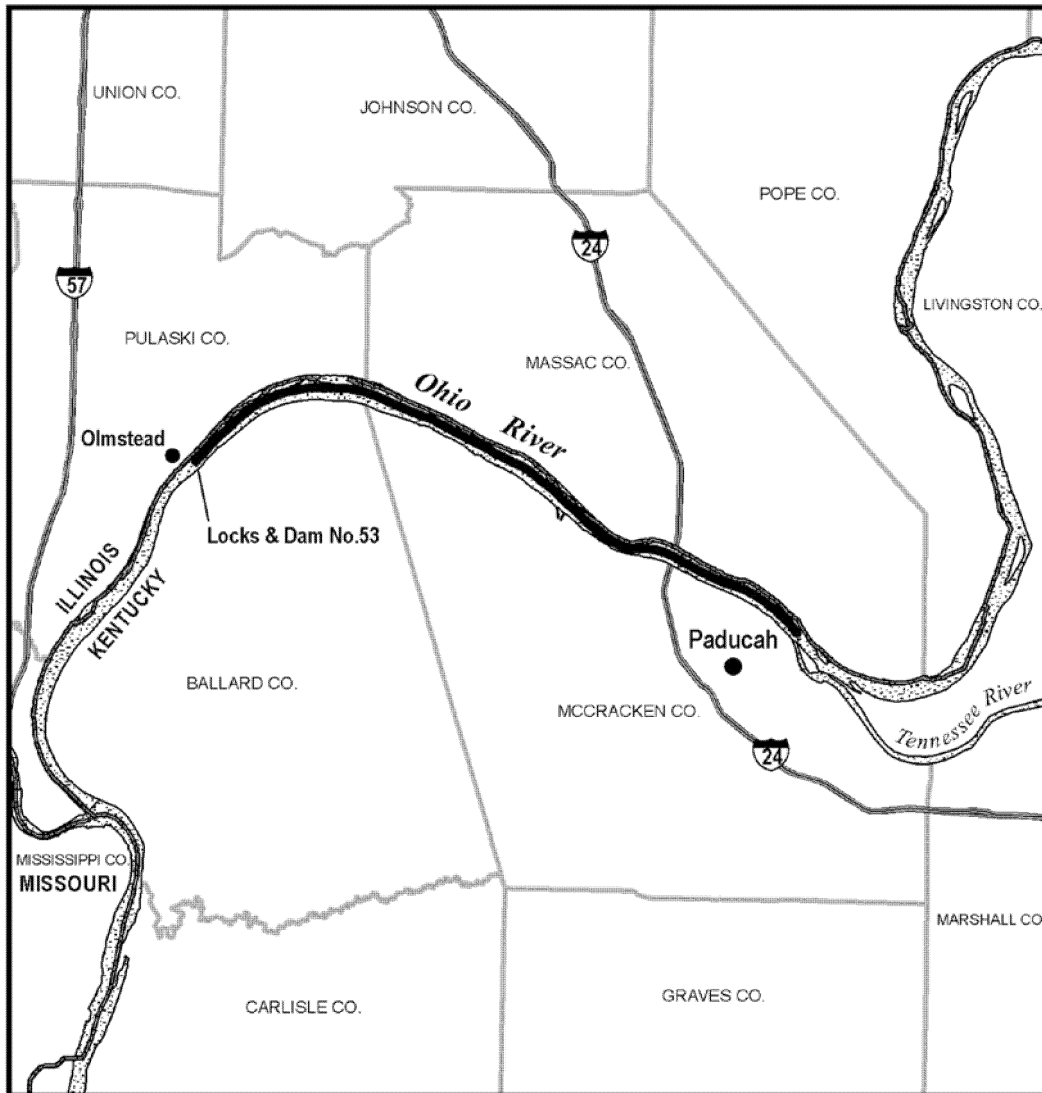 UNION CO.
JOHNSON CO.
POPE CO.
24
57
LIVINGSTON CO.
PULASKI CO.
MASSAC CO.
Ohio
River
Olmstead
Locks & Dam No.53
ILLINOIS
KENTUCKY
Paducah
BALLARD CO.
MCCRACKEN CO.
Tennessee River
24
MISSISSIPPI CO.
MISSOURI
MARSHALL CO
CARLISLE CO.
GRAVES CO.